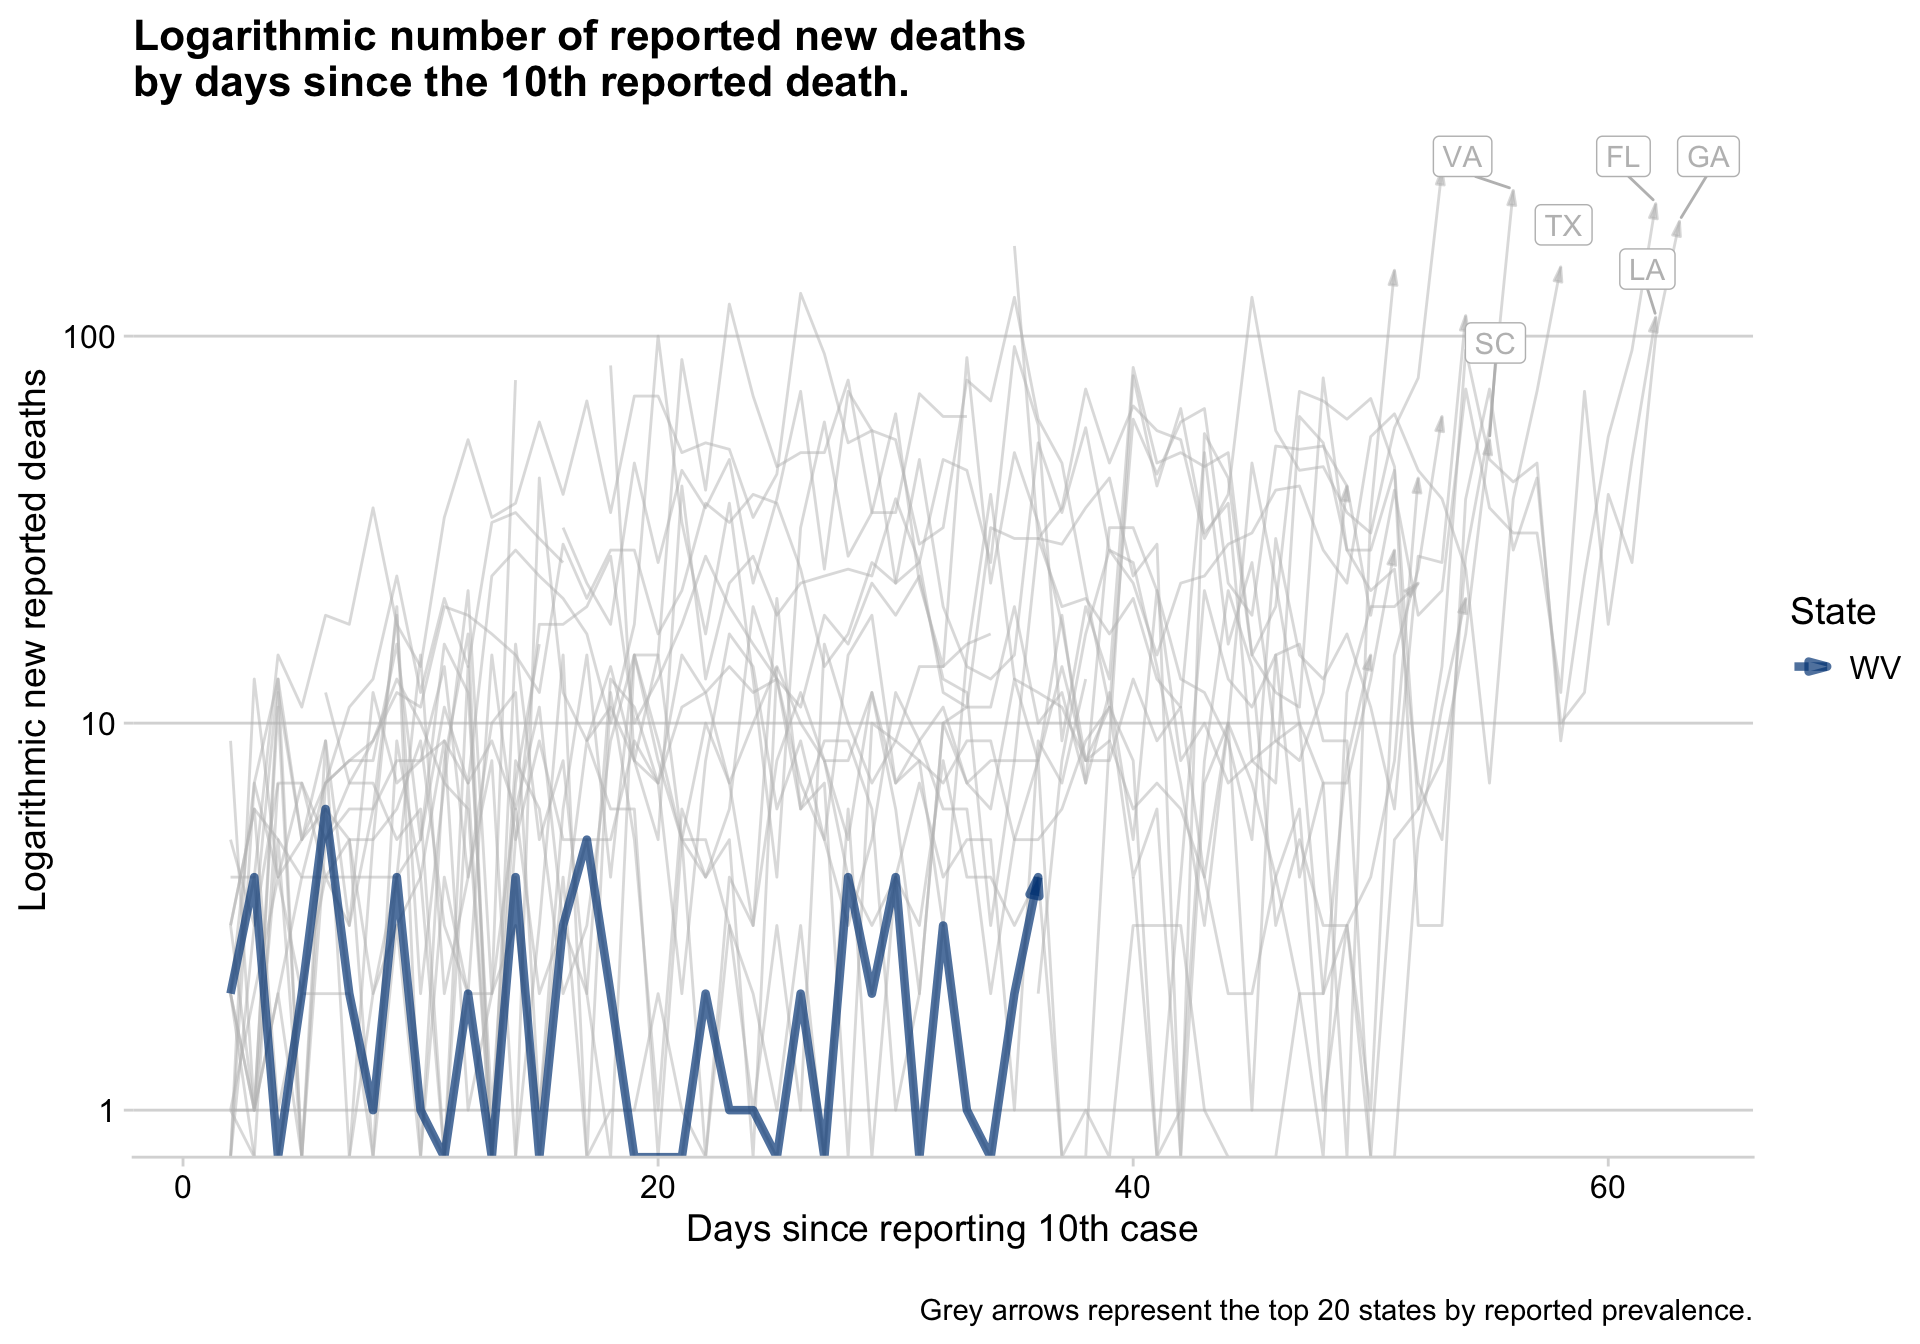 Logarithmic number of reported new deaths
by days since the 10th reported death.
VA
FL
GA
TX
LA
SC
100
10
1
Logarithmic new reported deaths
0
20
40
60
Days since reporting 10th case
State
WV
Grey arrows represent the top 20 states by reported prevalence.